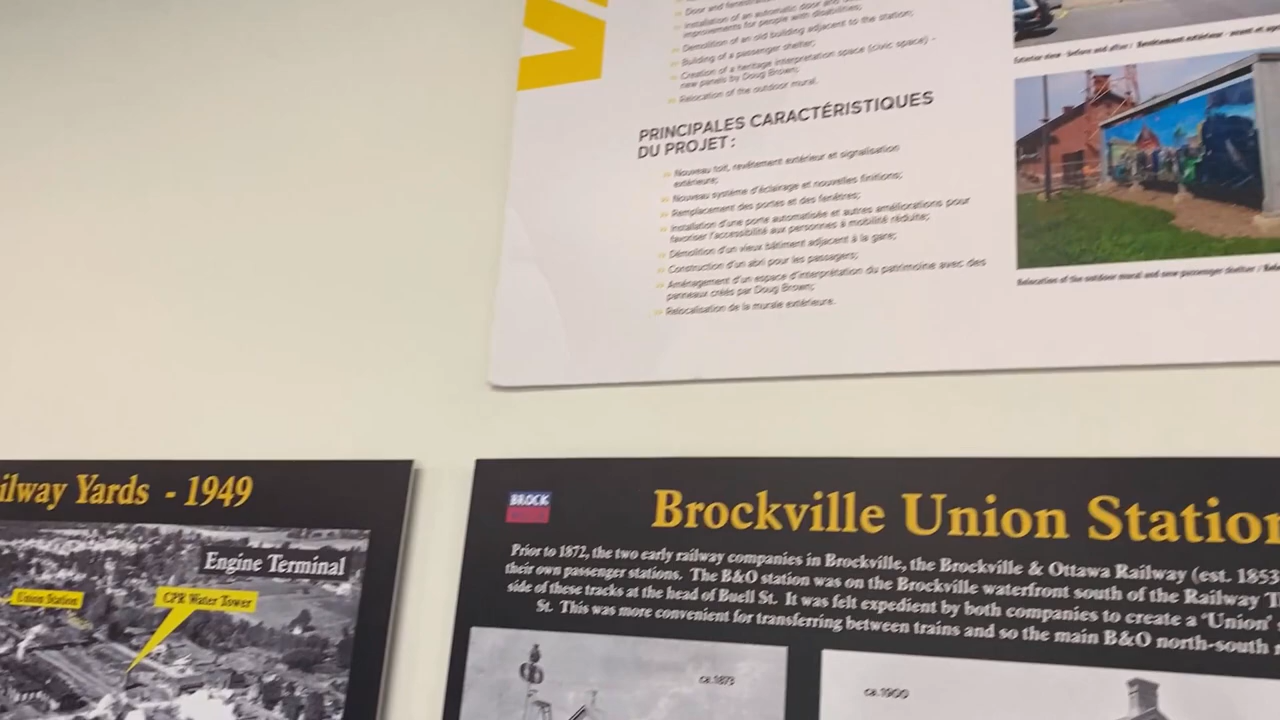 VI
Door and
Installation of an automatic door and
improvements for people with disabilities;
Demolition of an old building adjacent to the station;
Building of a passenger shelter;
Creation of a heritage interpretation space (civic space) -
new panels by Doug Brown;
Relocation of the outdoor mural.
PRINCIPALES CARACTÉRISTIQUES
DU PROJET :
Nouveau toit, revêtement extérieur et signalisation
extérieure;
Nouveau système d'éclairage et nouvelles finitions;
Remplacement des portes et des fenêtres;
Installation d'une porte automatisée et autres améliorations pour
favoriser l'accessibilité aux personnes à mobilité réduite;
Démolition d'un vieux bâtiment adjacent à la gare;
Construction d'un abri pour les passagers;
Aménagement d'un espace d'interprétation du patrimoine avec des
panneaux créés par Doug Brown;
Relocalisation de la murale extérieure.
Exterior view - before and after / Revêtement extérieur - avant et
Relocation of the outdoor mural and new passenger shelter /
ilway Yards - 1949
Engine Terminal
Union Station
CPR Water Tower
BROCK
Brockville Union Station
Prior to 1872, the two early railway companies in Brockville, the Brockville & Ottawa Railway (est. 1853
their own passenger stations. The B&O station was on the Brockville waterfront south of the Railway T
side of these tracks at the head of Buell St. It was felt expedient by both companies to create a 'Union' s
St. This was more convenient for transferring between trains and so the main B&O north-south r
ca.1873
ca.1900